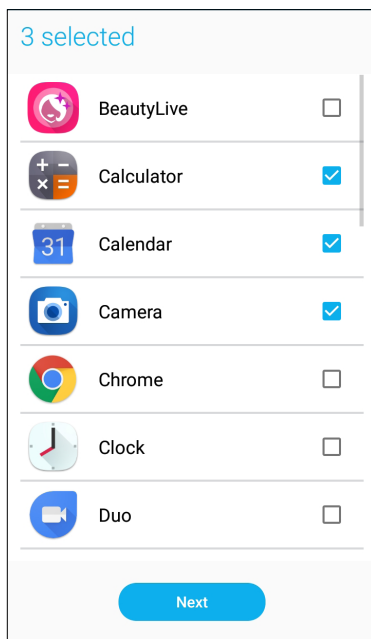 3 selected
BeautyLive
Calculator
31
Calendar
Camera
Chrome
Clock
Duo
Next